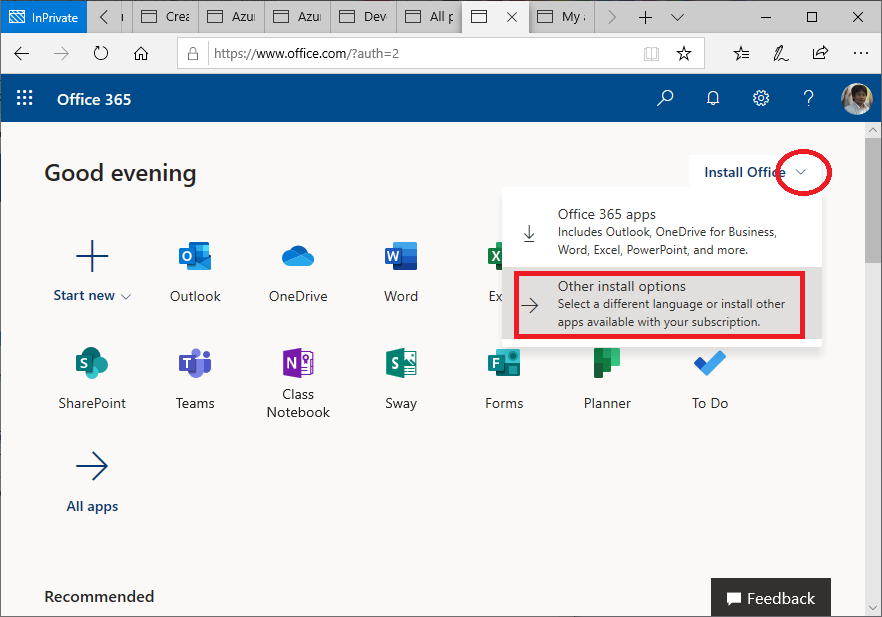 InPrivate
Crea
Azur
Azur
Dev
All p
My a
https://www.office.com/?auth=2
Office 365
?
Good evening
Install Office
Office 365 apps
Includes Outlook, OneDrive for Business,
Word, Excel, PowerPoint, and more.
Other install options
Select a different language or install other
apps available with your subscription.
Start new
Outlook
OneDrive
Word
Ex
SharePoint
Teams
Class
Notebook
Sway
Forms
Planner
To Do
All apps
Recommended
Feedback